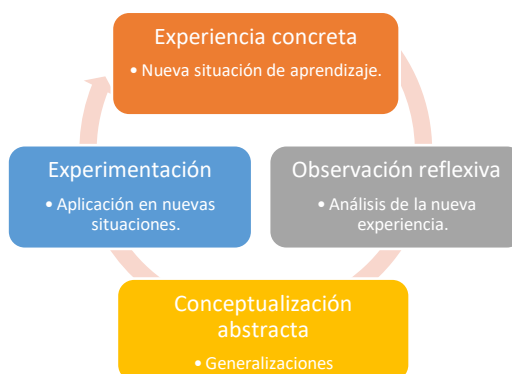 Experiencia concreta
• Nueva situación de aprendizaje.
Observación reflexiva
• Análisis de la nueva
experiencia.
Conceptualización
abstracta
• Generalizaciones
Experimentación
• Aplicación en nuevas
situaciones.